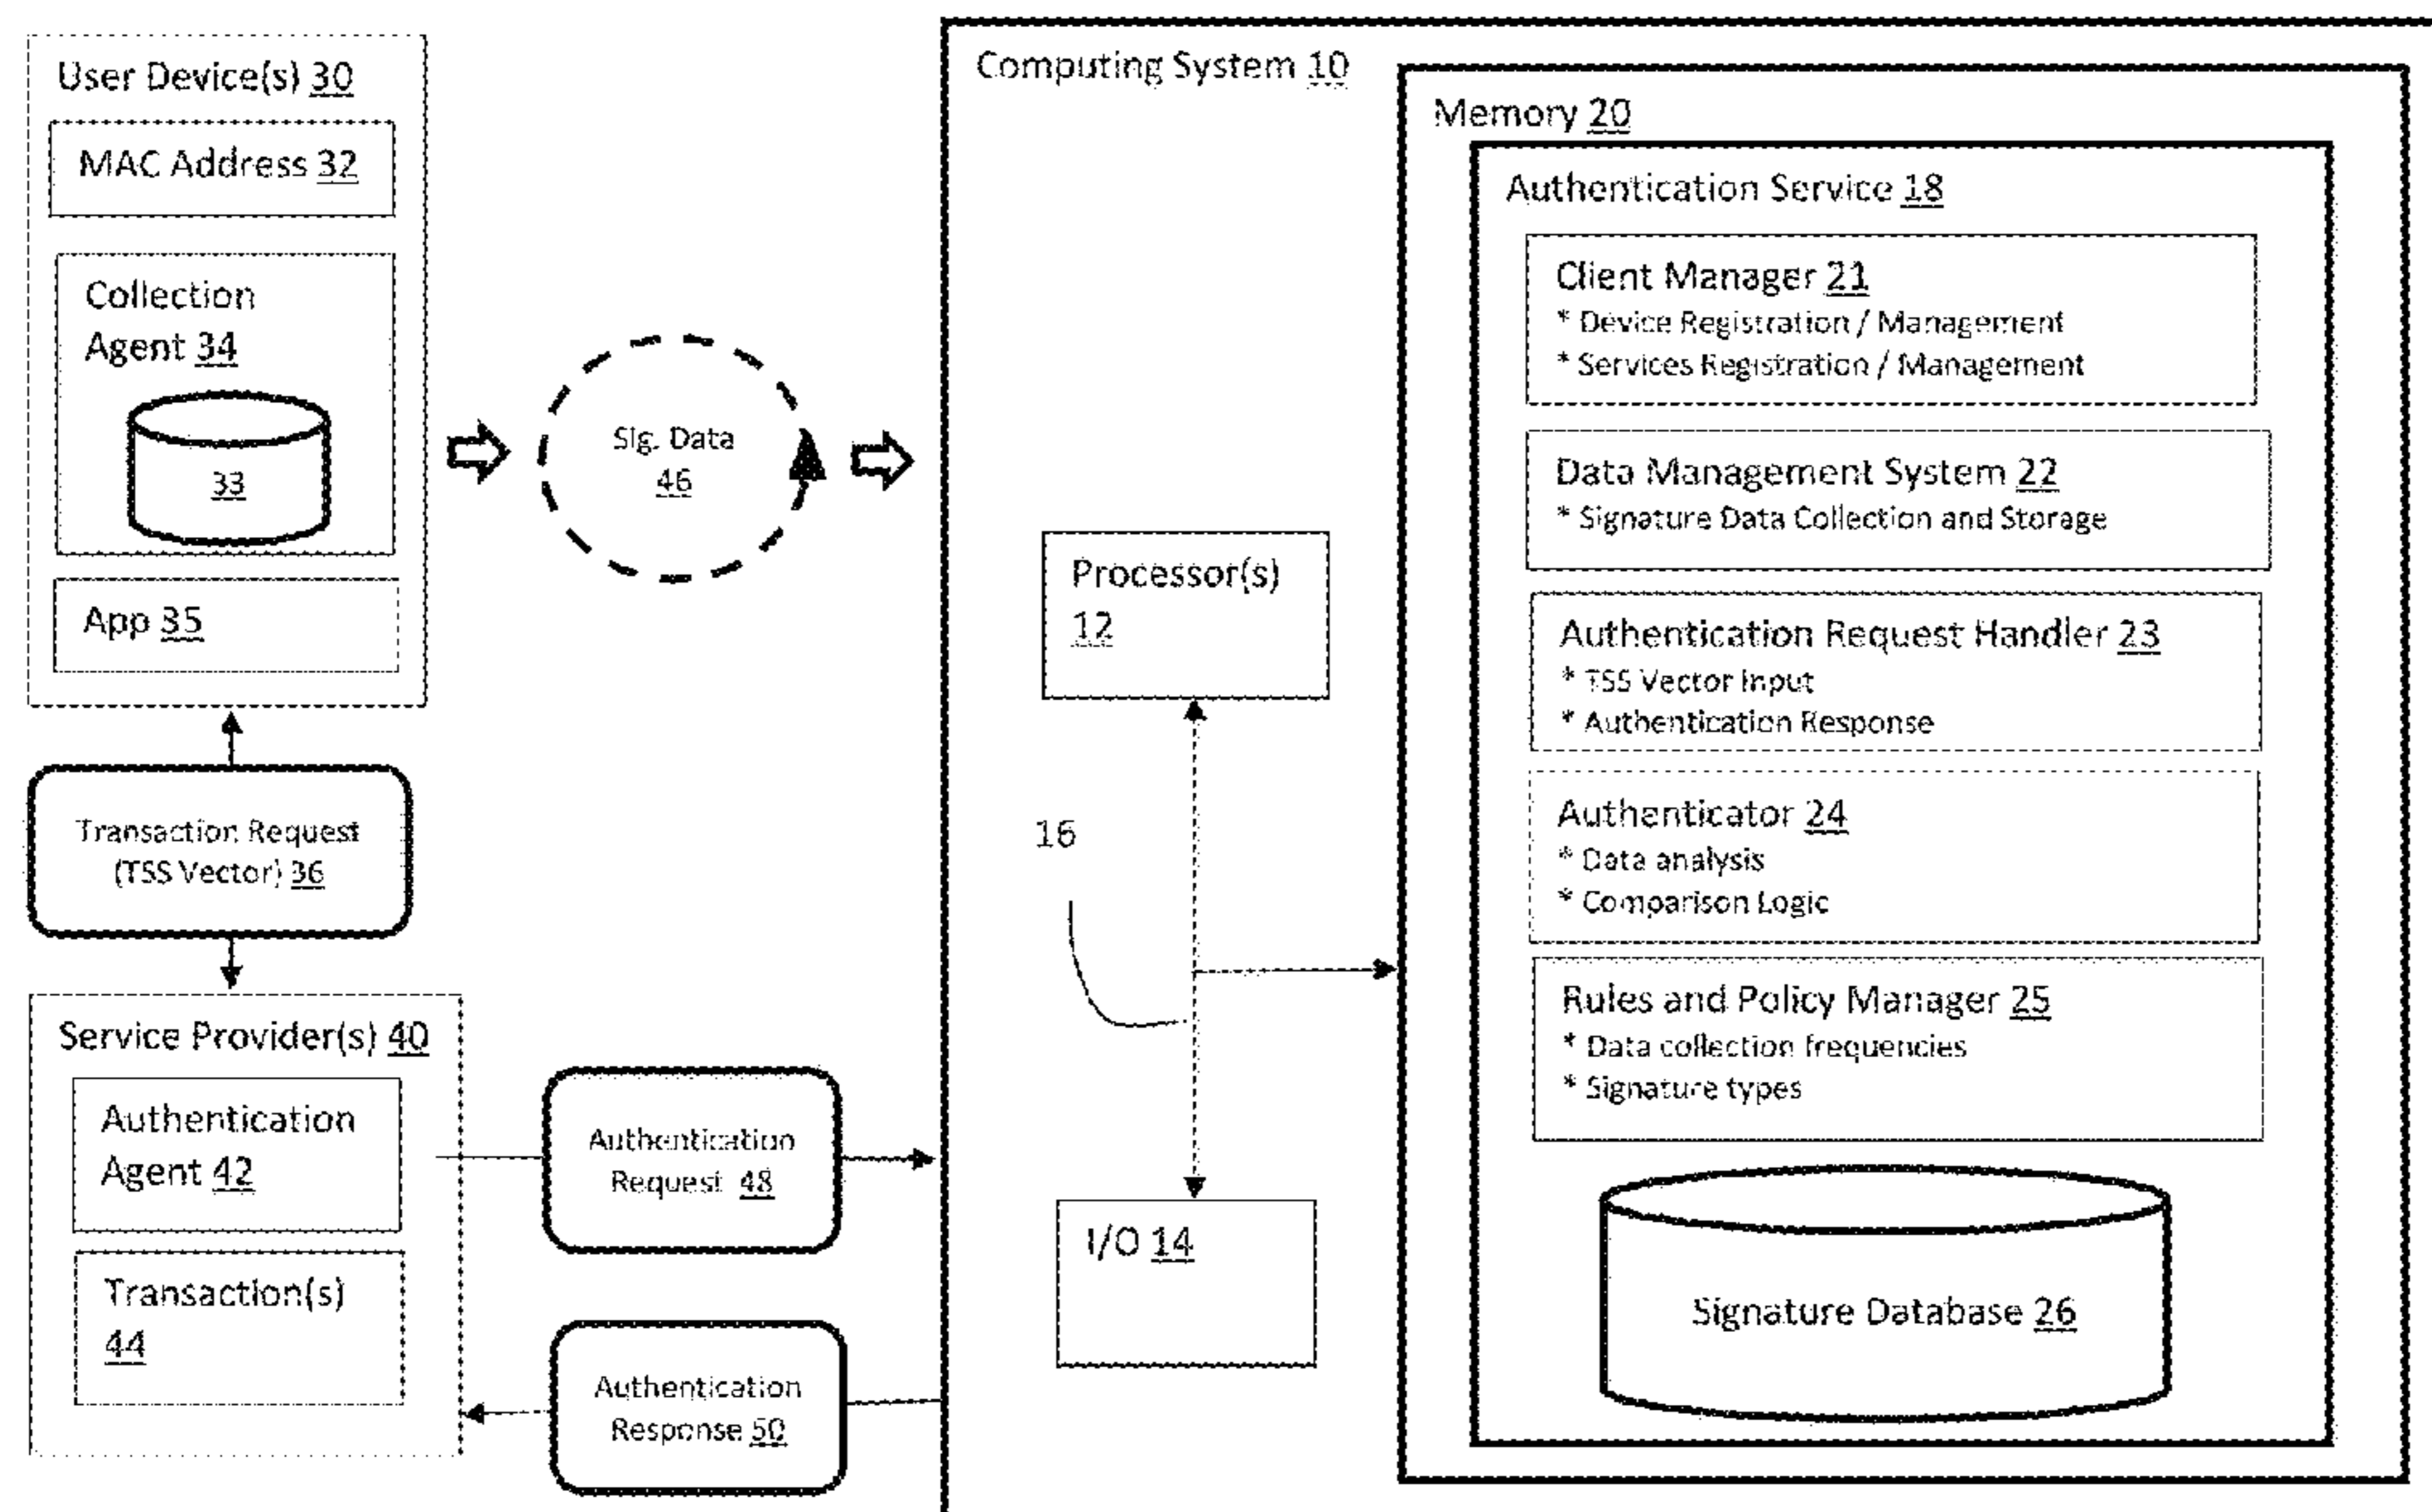 User Device(s) 30
MAC Address 32
Collection
Agent 34
33
App 35
Transaction Request
(TSS Vector) 36
Service Provider(s) 40
Authentication
Agent 42
Transaction(s)
44
Sig. Data
46
Authentication
Request 48
Authentication
Response 50
Computing System 10
Processor(s)
12
16
I/O 14
Memory 20
Authentication Service 18
Client Manager 21
* Device Registration / Management
* Services Registration / Management
Data Management System 22
* Signature Data Collection and Storage
Authentication Request Handler 23
* TSS Vector Input
* Authentication Response
Authenticator 24
* Data analysis
* Comparison Logic
Rules and Policy Manager 25
* Data collection frequencies
* Signature types
Signature Database 26